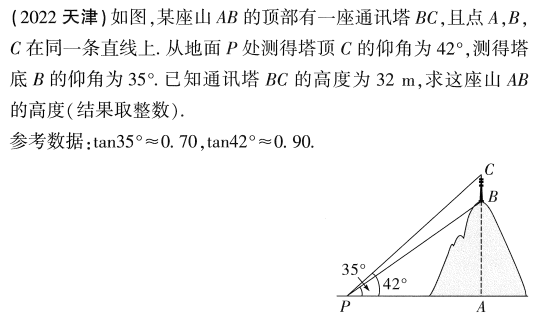 (2022 天津)如图,某座山 AB 的顶部有一座通讯塔 BC,且点 A,B,
C 在同一条直线上. 从地面 P 处测得塔顶 C 的仰角为 42°,测得塔
底 B 的仰角为 35°. 已知通讯塔 BC 的高度为 32 m,求这座山 AB
的高度(结果取整数).
参考数据:tan35°≈0. 70,tan42°≈0. 90.
C
B
35°
42°
P
A